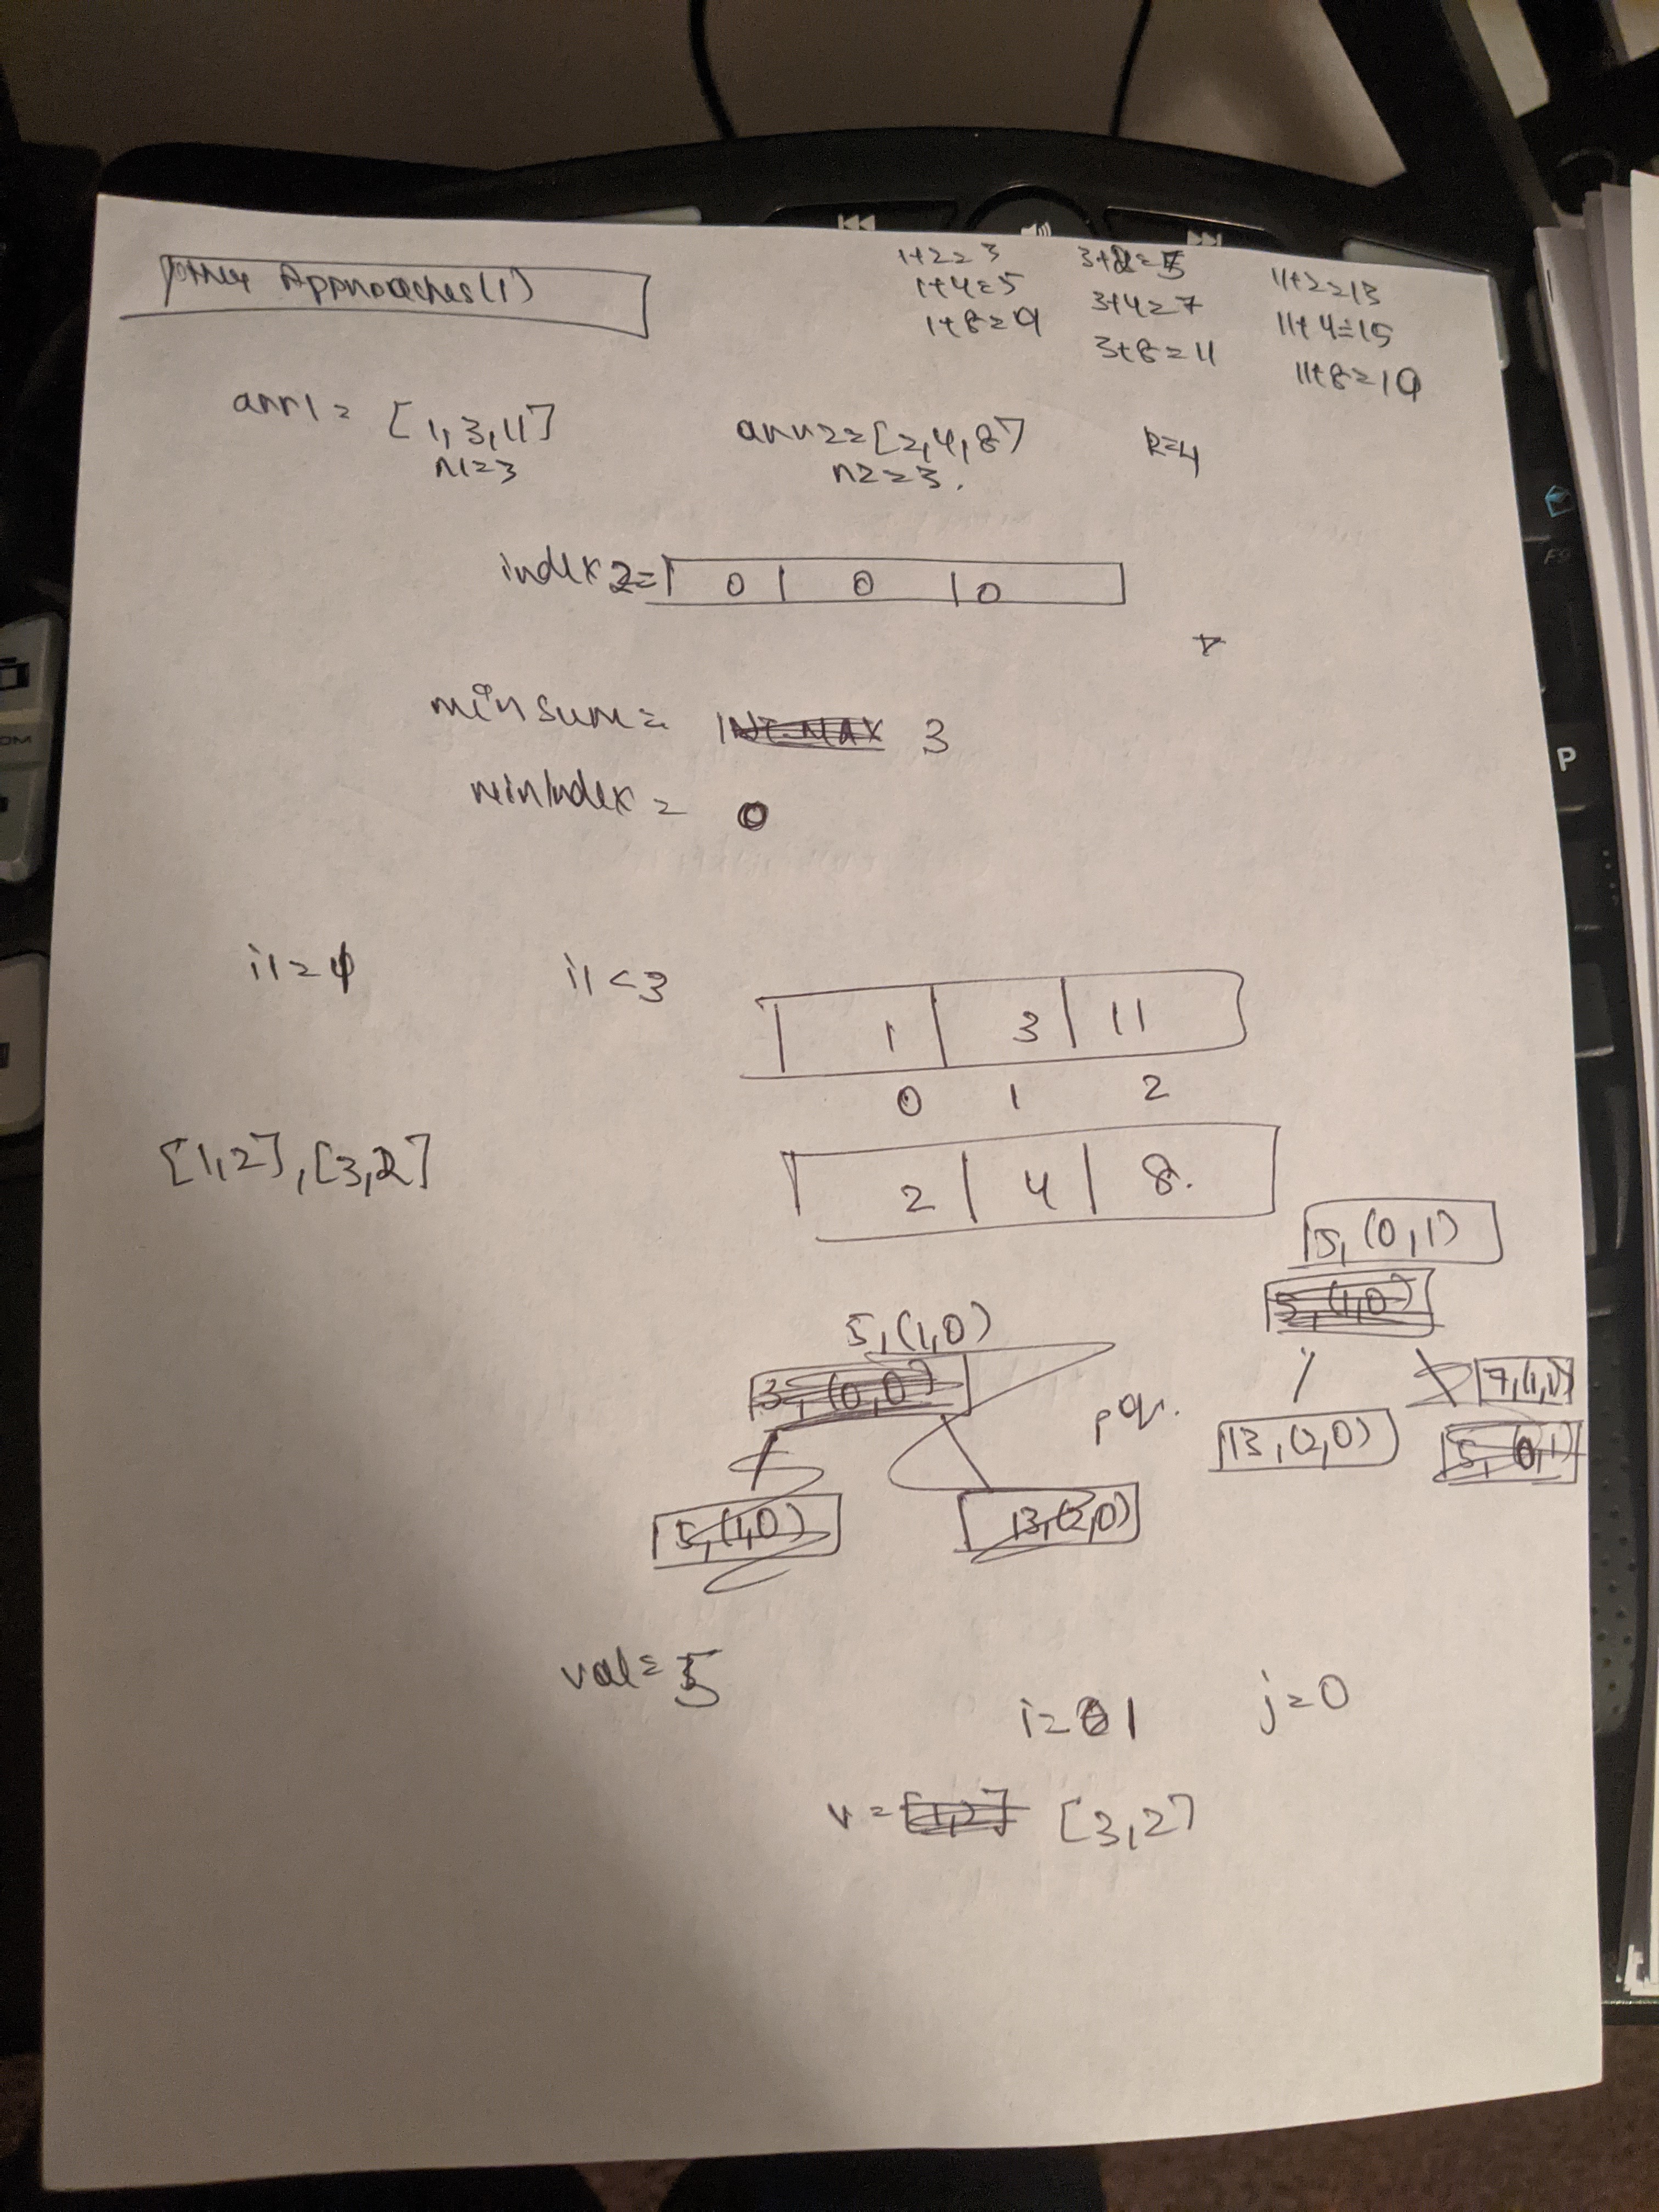 other Approaches(1)
1+2=3
1+4=5
1+8=9
3+2=5
3+4=7
3+8=11
11+2=13
11+4=15
11+8=19
arr1 = [1,3,11]
n1=3
arr2=[2,4,8]
n2=3.
k=4
index2= 0 | 0 | 0
minsum = INT_MAX 3
minIndex = 0
i1 < 3
1 | 3 | 11
0 1 2
[1,2],[3,2]
2 | 4 | 8.
5,(0,1)
5,(1,0)
5,(1,0)
3,(0,0)
pq.
13,(2,0)
5,(0,1)
5,(1,0)
13,(2,0)
val= 5
i= 0 1
j=0
v = [1,2] [3,2]
P
F9